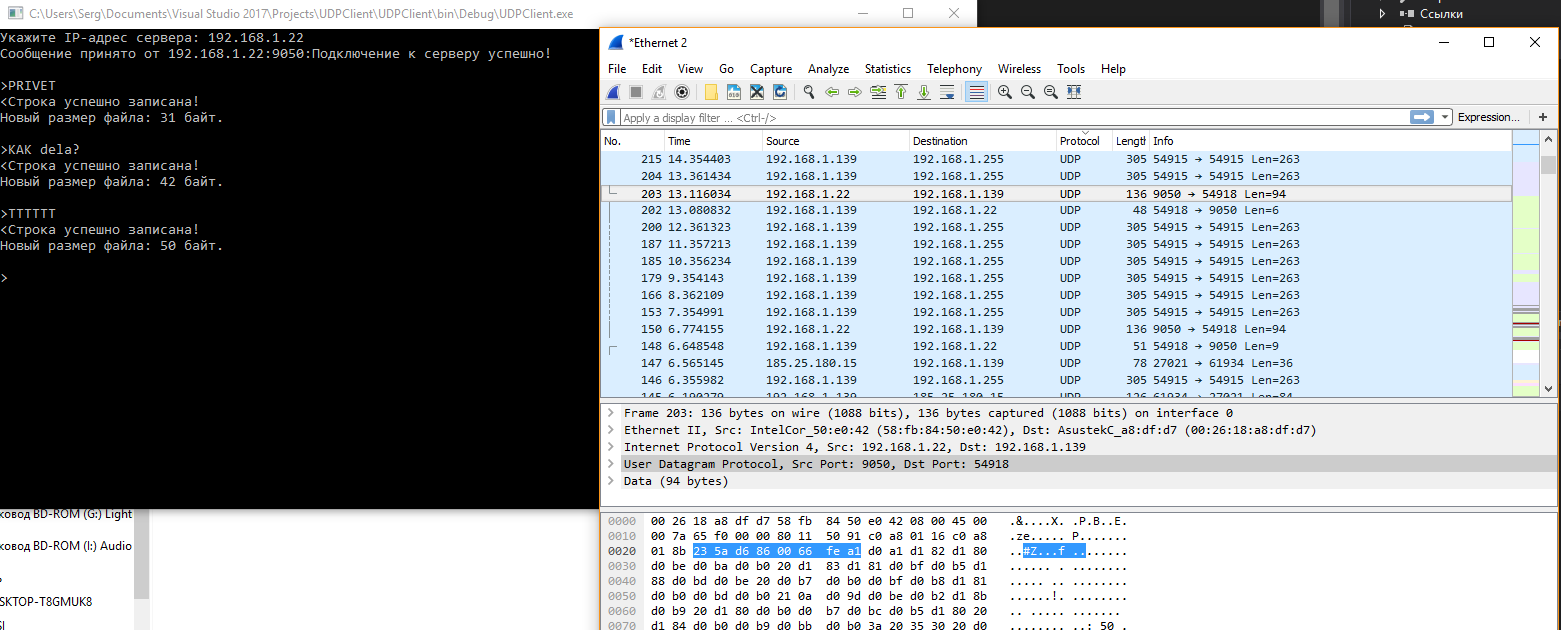 C:\Users\Serg\Documents\Visual Studio 2017\Projects\UDPClient\UDPClient\bin\Debug\UDPClient.exe
Ссылки
Укажите IP-адрес сервера: 192.168.1.22
Сообщение принято от 192.168.1.22:9050:Подключение к серверу успешно!
>PRIVET
<Строка успешно записана!
Новый размер файла: 31 байт.
>KAK dela?
<Строка успешно записана!
Новый размер файла: 42 байт.
>TTTTTT
<Строка успешно записана!
Новый размер файла: 50 байт.
>
ковод BD-ROM (G:) Light
ковод BD-ROM (I:) Audio
SKTOP-T8GMUK8
SI
*Ethernet 2
File Edit View Go Capture Analyze Statistics Telephony Wireless Tools Help
Apply a display filter ... <Ctrl-/> Expression... +
No. Time Source Destination Protocol Length Info
215 14.354403 192.168.1.139 192.168.1.255 UDP 305 54915 → 54915 Len=263
204 13.361434 192.168.1.139 192.168.1.255 UDP 305 54915 → 54915 Len=263
203 13.116034 192.168.1.22 192.168.1.139 UDP 136 9050 → 54918 Len=94
202 13.080832 192.168.1.139 192.168.1.22 UDP 48 54918 → 9050 Len=6
200 12.361323 192.168.1.139 192.168.1.255 UDP 305 54915 → 54915 Len=263
187 11.357213 192.168.1.139 192.168.1.255 UDP 305 54915 → 54915 Len=263
185 10.356234 192.168.1.139 192.168.1.255 UDP 305 54915 → 54915 Len=263
179 9.354143 192.168.1.139 192.168.1.255 UDP 305 54915 → 54915 Len=263
166 8.362109 192.168.1.139 192.168.1.255 UDP 305 54915 → 54915 Len=263
153 7.354991 192.168.1.139 192.168.1.255 UDP 305 54915 → 54915 Len=263
150 6.774155 192.168.1.22 192.168.1.139 UDP 136 9050 → 54918 Len=94
148 6.648548 192.168.1.139 192.168.1.22 UDP 51 54918 → 9050 Len=9
147 6.565145 185.25.180.15 192.168.1.139 UDP 78 27021 → 61934 Len=36
146 6.355982 192.168.1.139 192.168.1.255 UDP 305 54915 → 54915 Len=263
145 6.190279 192.168.1.139 185.25.180.15 UDP 126 61934 → 27021 Len=84
Frame 203: 136 bytes on wire (1088 bits), 136 bytes captured (1088 bits) on interface 0
Ethernet II, Src: IntelCor_50:e0:42 (58:fb:84:50:e0:42), Dst: AsustekC_a8:df:d7 (00:26:18:a8:df:d7)
Internet Protocol Version 4, Src: 192.168.1.22, Dst: 192.168.1.139
User Datagram Protocol, Src Port: 9050, Dst Port: 54918
Data (94 bytes)
0000 00 26 18 a8 df d7 58 fb 84 50 e0 42 08 00 45 00 .&....X. .P.B..E.
0010 00 7a 65 f0 00 00 80 11 50 91 c0 a8 01 16 c0 a8 .ze..... P.......
0020 01 8b 23 5a d6 86 00 66 fe a1 d0 a1 d1 82 d1 80 ..#Z...f ........
0030 d0 be d0 ba d0 b0 20 d1 83 d1 81 d0 bf d0 b5 d1 ...... . ........
0040 88 d0 bd d0 be 20 d0 b7 d0 b0 d0 bf d0 b8 d1 81 ..... .. ........
0050 d0 b0 d0 bd d0 b0 21 0a d0 9d d0 be d0 b2 d1 8b ......!. ........
0060 d0 b9 20 d1 80 d0 b0 d0 b7 d0 bc d0 b5 d1 80 20 .. ..... .......
0070 d1 84 d0 b0 d0 b9 d0 bb d0 b0 3a 20 35 30 20 d0 ........ ..: 50 .